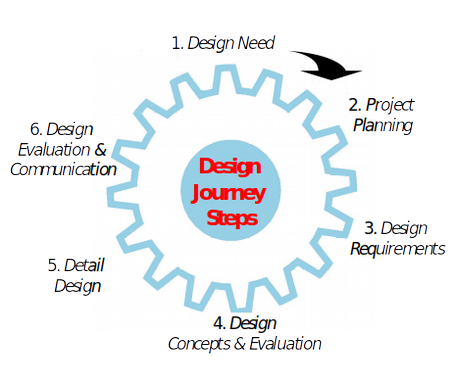 1. Design Need
2. Project
Planning
3. Design
Requirements
4. Design
Concepts & Evaluation
5. Detail
Design
6. Design
Evaluation &
Communication
Design
Journey
Steps